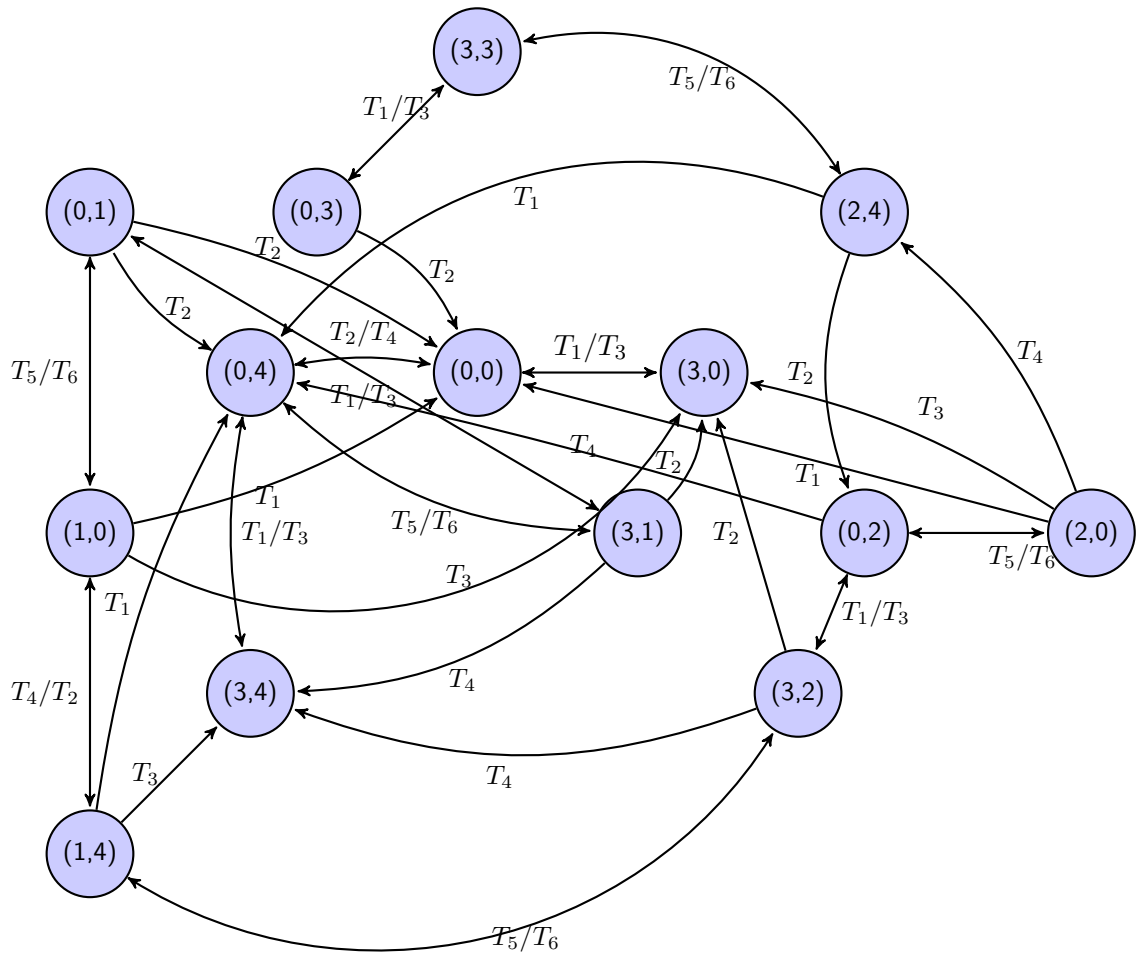 (3,3)
T₅/T₆
T₁/T₃
(0,1)
(0,3)
(2,4)
T₁
T₂
T₂
T₂
(0,4)
T₂/T₄
(0,0)
T₁/T₃
(3,0)
T₂
T₄
T₅/T₆
T₁/T₃
T₃
T₄
T₂
T₁
(1,0)
T₁
T₁/T₃
T₅/T₆
(3,1)
T₂
(0,2)
T₅/T₆
(2,0)
T₃
T₁
T₁/T₃
T₄/T₂
(3,4)
T₄
(3,2)
T₃
T₄
(1,4)
T₅/T₆